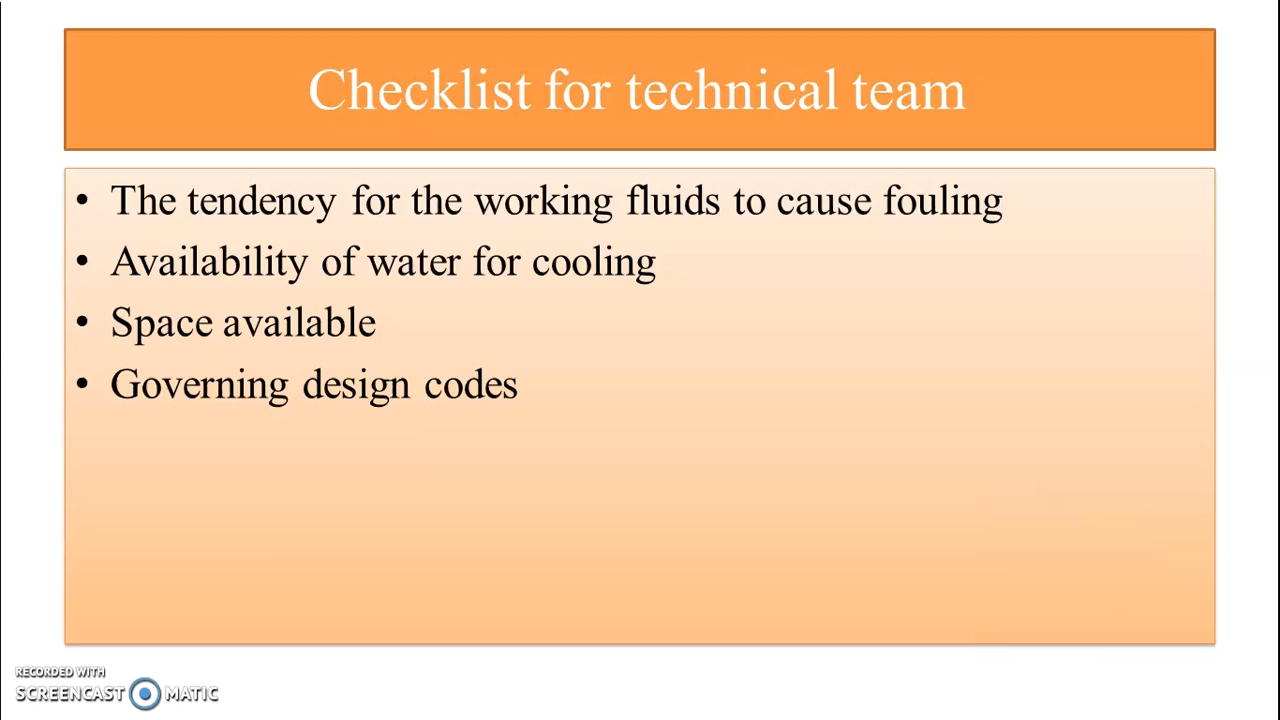 Checklist for technical team
• The tendency for the working fluids to cause fouling
• Availability of water for cooling
• Space available
• Governing design codes
RECORDED WITH
SCREENCAST MATIC